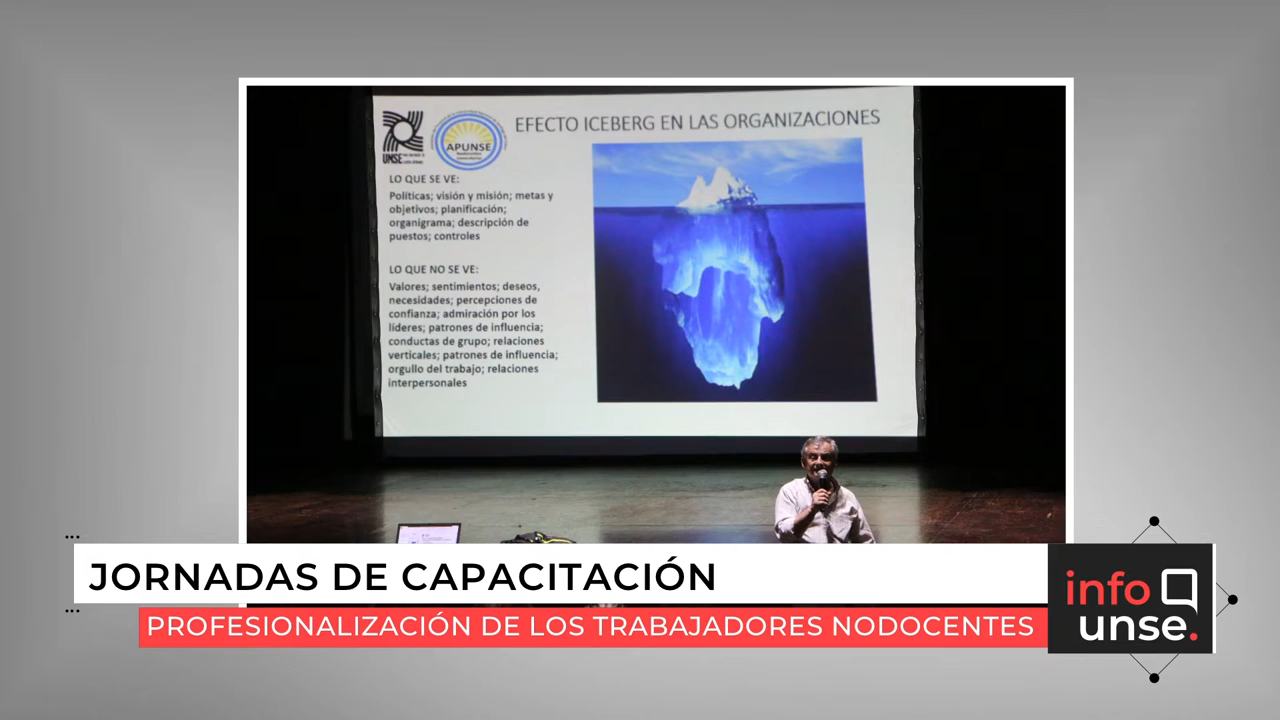 EFECTO ICEBERG EN LAS ORGANIZACIONES
UNSE
APUNSE
LO QUE SE VE:
Políticas; visión y misión; metas y
objetivos; planificación;
organigrama; descripción de
puestos; controles
LO QUE NO SE VE:
Valores; sentimientos; deseos,
necesidades; percepciones de
confianza; admiración por los
líderes; patrones de influencia;
conductas de grupo; relaciones
verticales; patrones de influencia;
orgullo del trabajo; relaciones
interpersonales
JORNADAS DE CAPACITACIÓN
PROFESIONALIZACIÓN DE LOS TRABAJADORES NODOCENTES
info
unse.